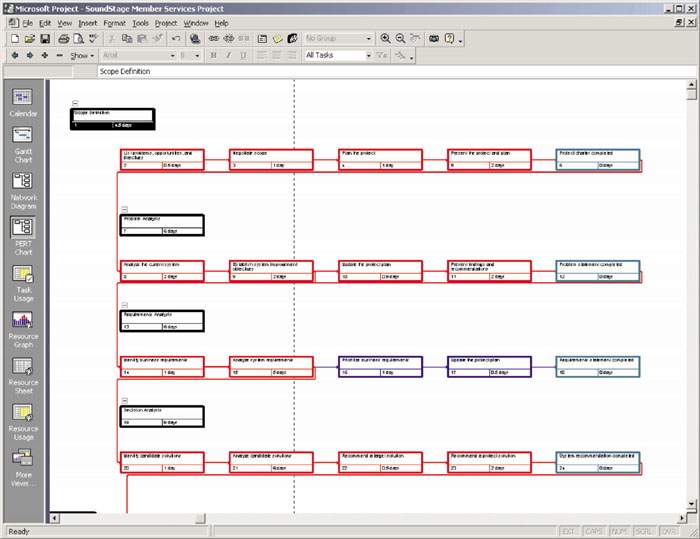 Microsoft Project - SoundStage Member Services Project
File Edit View Insert Format Tools Project Window Help
No Group
Show Arial 8 All Tasks
Scope Definition
Calendar
Gantt
Chart
Network
Diagram
PERT
Chart
Task
Usage
Resource
Graph
Resource
Sheet
Resource
Usage
More
Views...
Scope Definition
1 4.5 days
List problems, opportunities, and
objectives
2 0.5 days
Negotiate scope
3 1 day
Plan the project
4 1 day
Present the project and plan
5 2 days
Project charter completed
6 0 days
Problem Analysis
7 6 days
Analyze the current system
8 2 days
Establish system improvement
objectives
9 2 days
Update the project plan
10 0.5 days
Present findings and
recommendations
11 2 days
Problem statement completed
12 0 days
Requirements Analysis
13 6 days
Identify business requirements
14 1 day
Analyze system requirements
15 5 days
Prioritize business requirements
16 1 day
Update the project plan
17 0.5 days
Requirements statement completed
18 0 days
Decision Analysis
19 days
Identify candidate solutions
20 1 day
Analyze candidate solutions
21 days
Recommend a target solution
22 0.5 days
Recommend a project solution
23 2 days
System recommendation completed
24 0 days
Ready
EXT CAPS NUM SCRL OVR